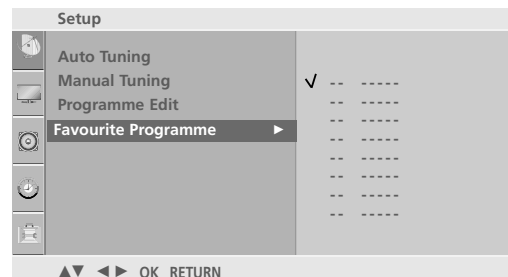 Setup
Auto Tuning
Manual Tuning
Programme Edit
Favourite Programme ►
√ -- -----
-- -----
-- -----
-- -----
-- -----
-- -----
-- -----
-- -----
▲▼ ◄► OK RETURN